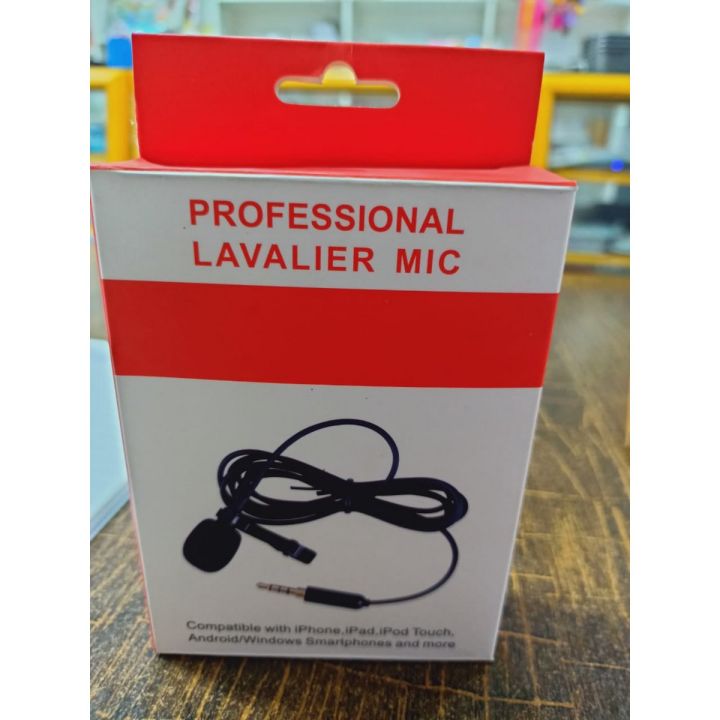 PROFESSIONAL
LAVALIER MIC
Compatible with iPhone,iPad,iPod Touch,
Android/Windows Smartphones and more